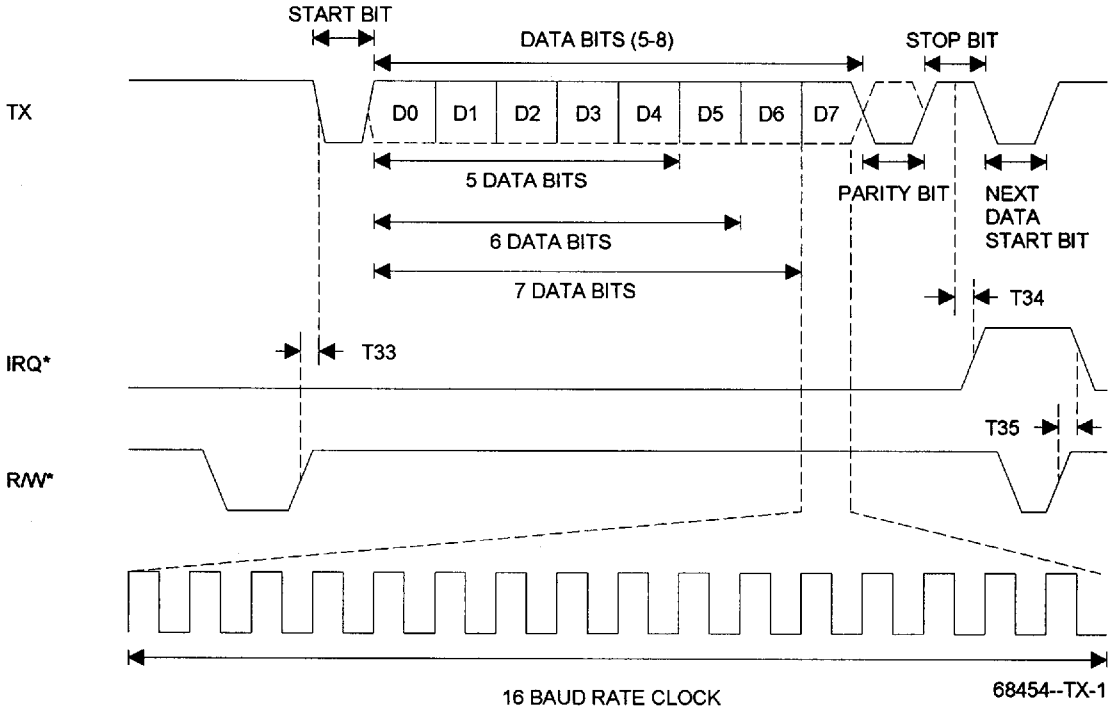 START BIT
DATA BITS (5-8)
STOP BIT
TX
D0 D1 D2 D3 D4 D5 D6 D7
5 DATA BITS
PARITY BIT
NEXT
DATA
START BIT
6 DATA BITS
7 DATA BITS
T34
T33
IRQ*
T35
R/W*
16 BAUD RATE CLOCK
68454--TX-1